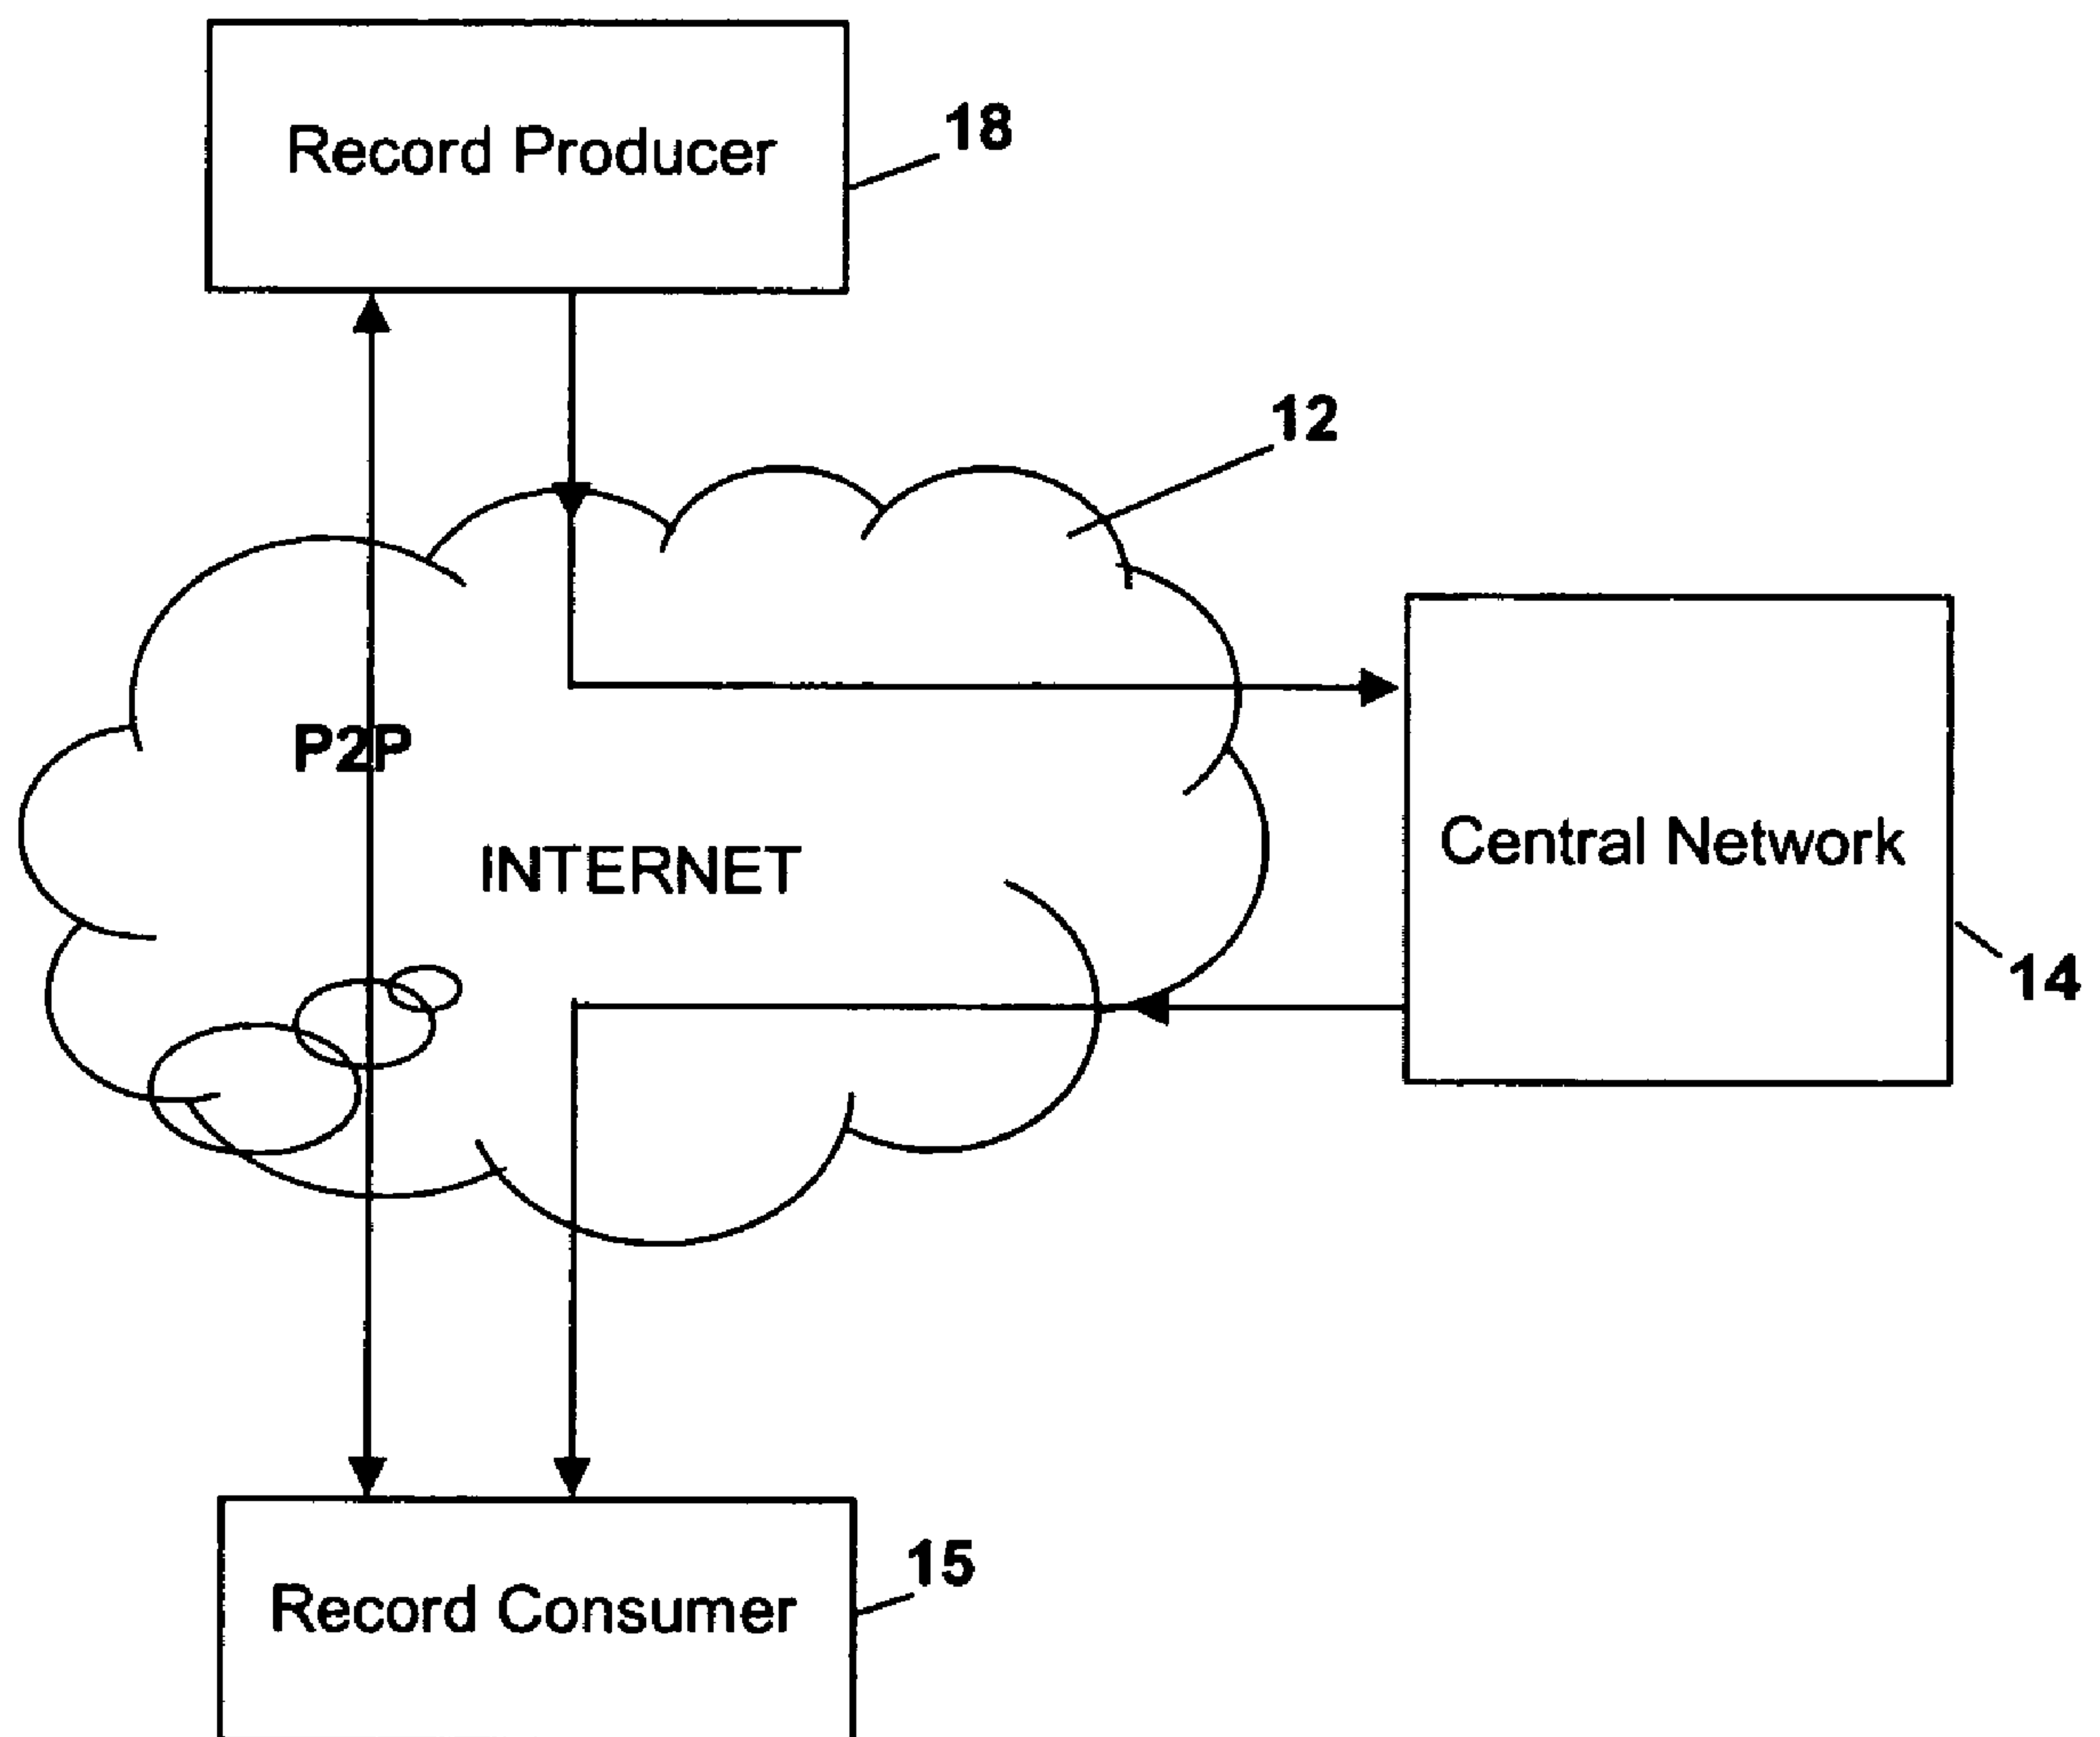 Record Producer
18
12
P2P
INTERNET
Central Network
14
15
Record Consumer